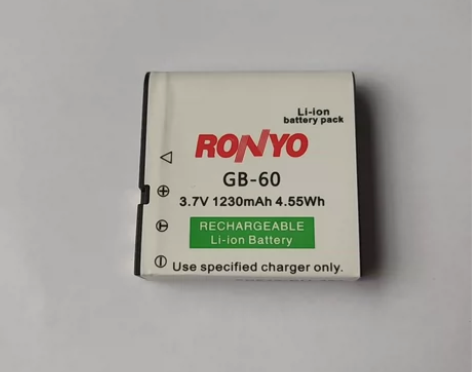 Li-ion
battery pack
RONYO
GB-60
3.7V 1230mAh 4.55Wh
RECHARGEABLE
Li-ion Battery
Use specified charger only.